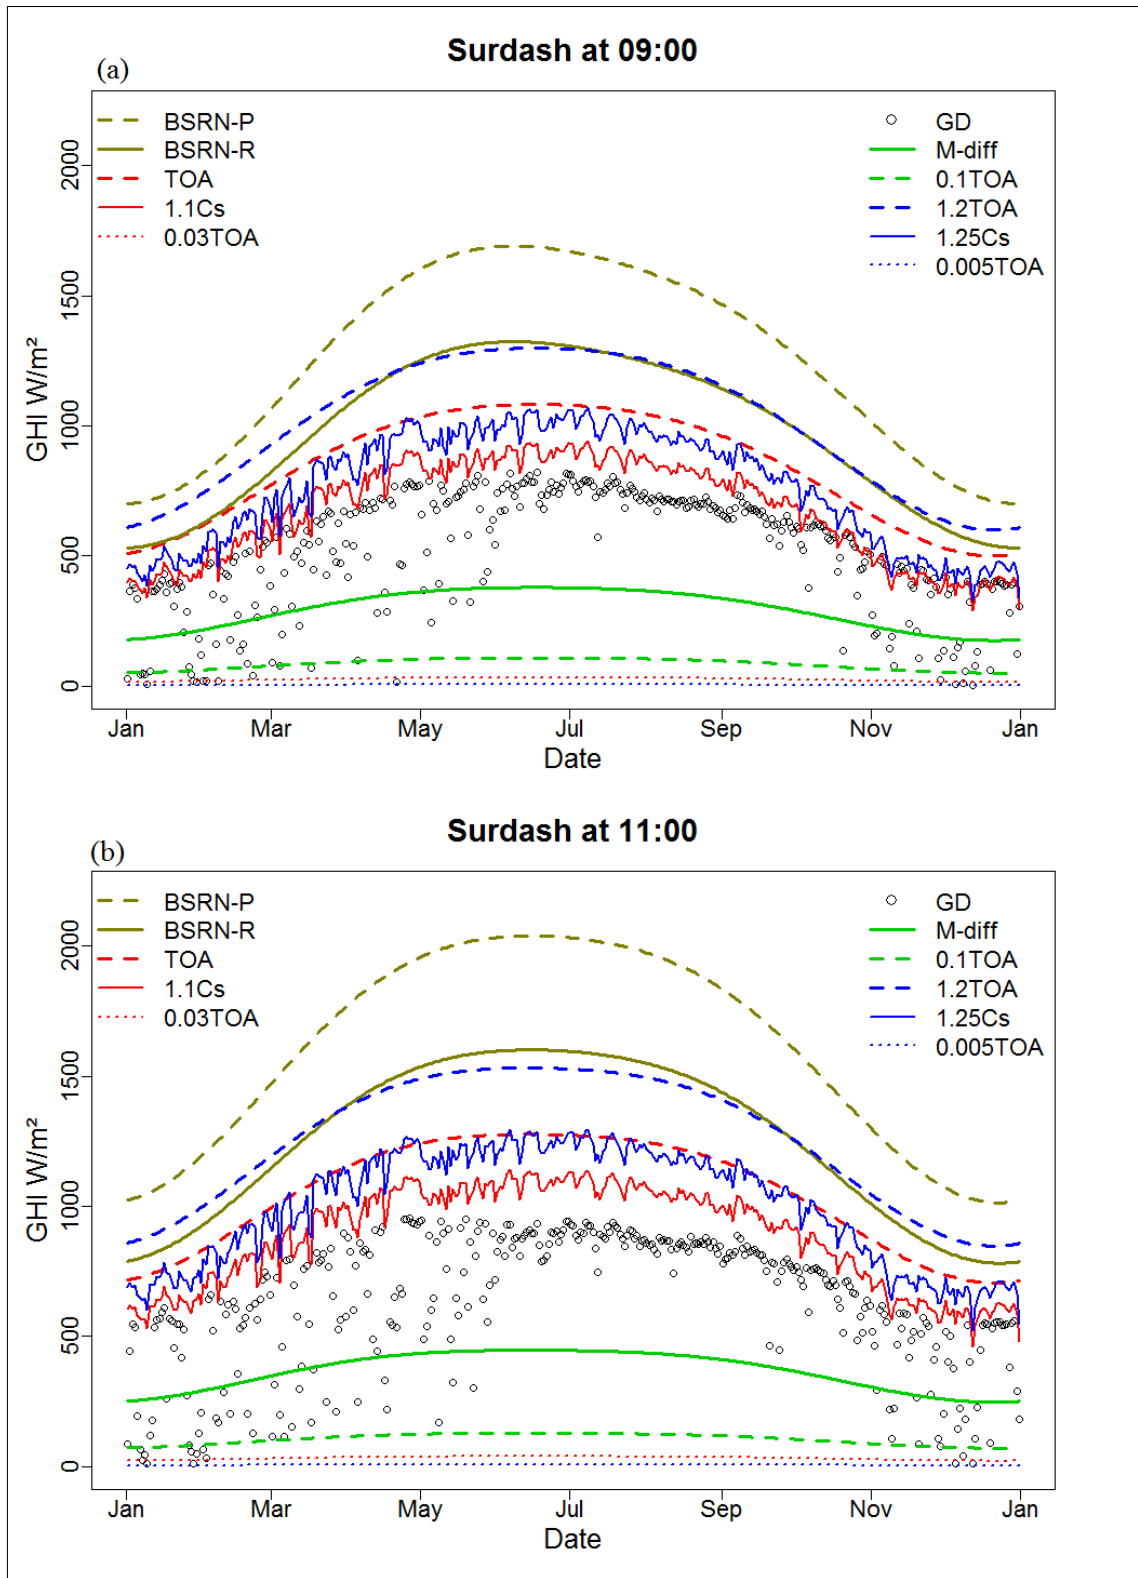 (a)
Surdash at 09:00
BSRN-P
BSRN-R
TOA
1.1Cs
0.03TOA
GD
M-diff
0.1TOA
1.2TOA
1.25Cs
0.005TOA
GHI W/m²
2000
1500
1000
500
0
Jan Mar May Jul Sep Nov Jan
Date
(b)
Surdash at 11:00
BSRN-P
BSRN-R
TOA
1.1Cs
0.03TOA
GD
M-diff
0.1TOA
1.2TOA
1.25Cs
0.005TOA
GHI W/m²
2000
1500
1000
500
0
Jan Mar May Jul Sep Nov Jan
Date